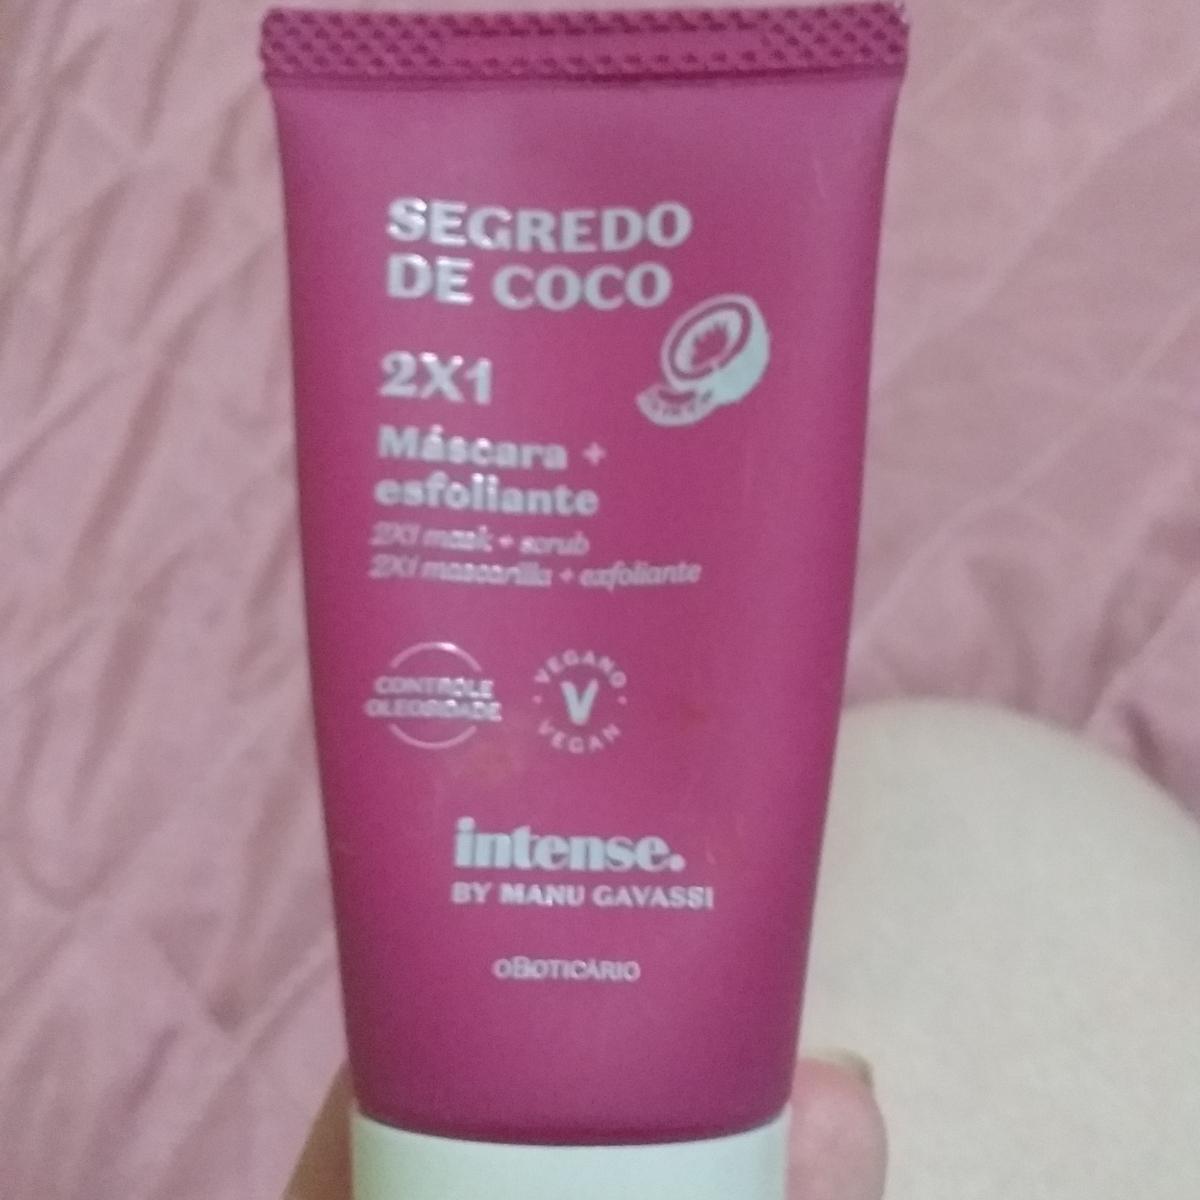 SEGREDO
DE COCO
2X1
Máscara +
esfoliante
2X1 mask + scrub
2X1 mascarilla + exfoliante
CONTROLE
OLEOSIDADE
VEGANO
V
VEGAN
intense.
BY MANU GAVASSI
oBOTICÁRIO